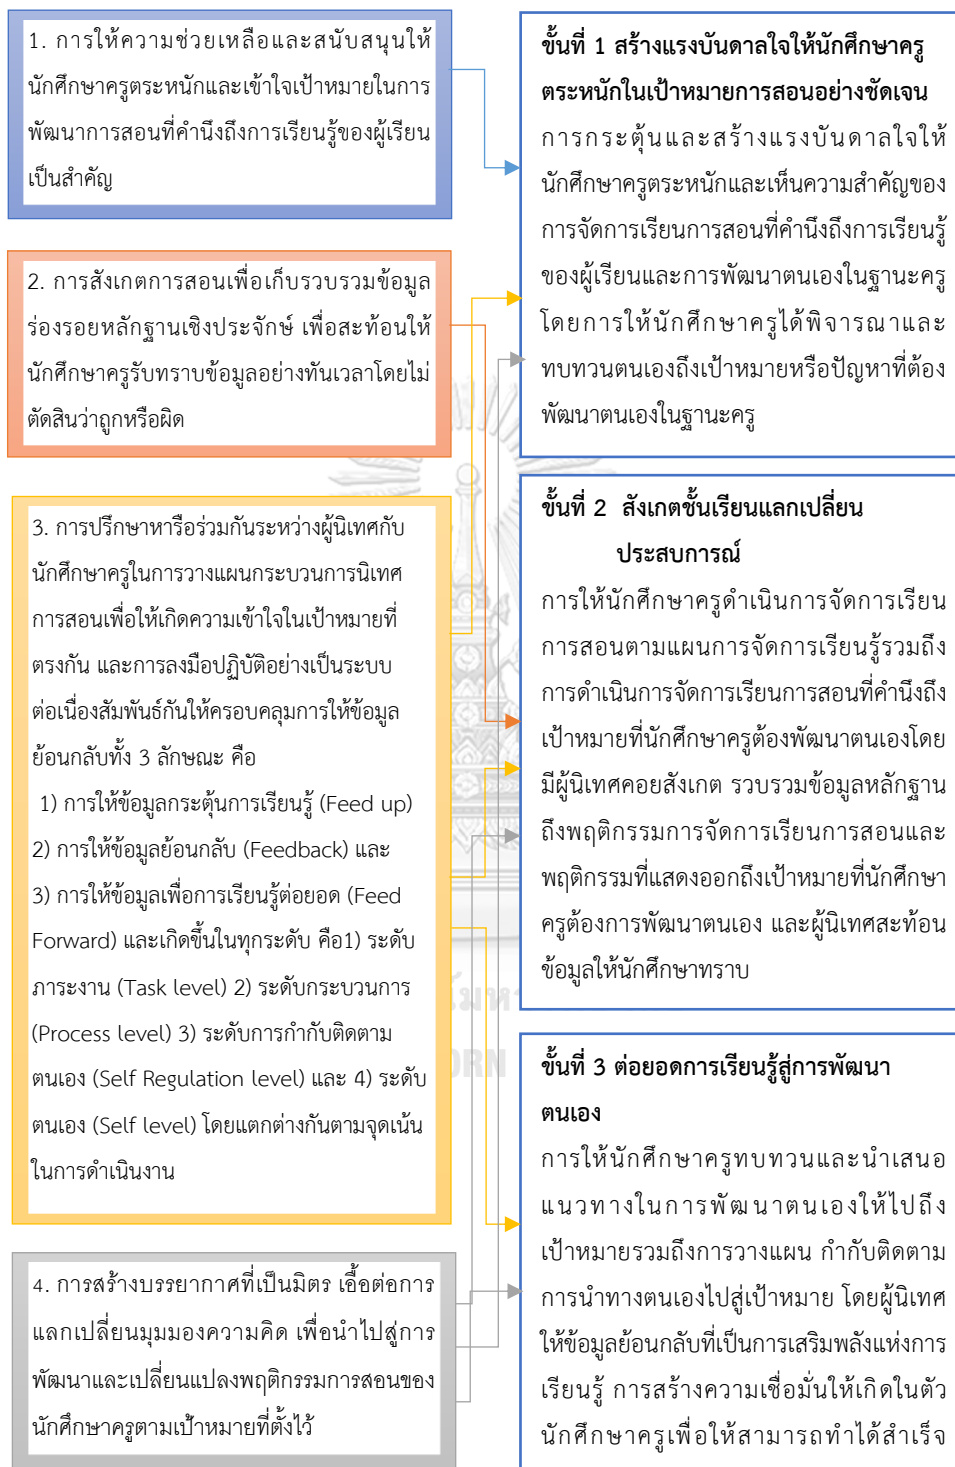 1. การให้ความช่วยเหลือและสนับสนุนให้
นักศึกษาครูตระหนักและเข้าใจเป้าหมายในการ
พัฒนาการสอนที่คำนึงถึงการเรียนรู้ของผู้เรียน
เป็นสำคัญ
2. การสังเกตการสอนเพื่อเก็บรวบรวมข้อมูล
ร่องรอยหลักฐานเชิงประจักษ์ เพื่อสะท้อนให้
นักศึกษาครูรับทราบข้อมูลอย่างทันเวลาโดยไม่
ตัดสินว่าถูกหรือผิด
3. การปรึกษาหารือร่วมกันระหว่างผู้นิเทศกับ
นักศึกษาครูในการวางแผนกระบวนการนิเทศ
การสอนเพื่อให้เกิดความเข้าใจในเป้าหมายที่
ตรงกัน และการลงมือปฏิบัติอย่างเป็นระบบ
ต่อเนื่องสัมพันธ์กันให้ครอบคลุมการให้ข้อมูล
ย้อนกลับทั้ง 3 ลักษณะ คือ
1) การให้ข้อมูลกระตุ้นการเรียนรู้ (Feed up)
2) การให้ข้อมูลย้อนกลับ (Feedback) และ
3) การให้ข้อมูลเพื่อการเรียนรู้ต่อยอด (Feed
Forward) และเกิดขึ้นในทุกระดับ คือ1) ระดับ
ภาระงาน (Task level) 2) ระดับกระบวนการ
(Process level) 3) ระดับการกำกับติดตาม
ตนเอง (Self Regulation level) และ 4) ระดับ
ตนเอง (Self level) โดยแตกต่างกันตามจุดเน้น
ในการดำเนินงาน
4. การสร้างบรรยากาศที่เป็นมิตร เอื้อต่อการ
แลกเปลี่ยนมุมมองความคิด เพื่อนำไปสู่การ
พัฒนาและเปลี่ยนแปลงพฤติกรรมการสอนของ
นักศึกษาครูตามเป้าหมายที่ตั้งไว้
ขั้นที่ 1 สร้างแรงบันดาลใจให้นักศึกษาครู
ตระหนักในเป้าหมายการสอนอย่างชัดเจน
การกระตุ้นและสร้างแรงบันดาลใจให้
นักศึกษาครูตระหนักและเห็นความสำคัญของ
การจัดการเรียนการสอนที่คำนึงถึงการเรียนรู้
ของผู้เรียนและการพัฒนาตนเองในฐานะครู
โดยการให้นักศึกษาครูได้พิจารณาและ
ทบทวนตนเองถึงเป้าหมายหรือปัญหาที่ต้อง
พัฒนาตนเองในฐานะครู
ขั้นที่ 2 สังเกตชั้นเรียนแลกเปลี่ยน
ประสบการณ์
การให้นักศึกษาครูดำเนินการจัดการเรียน
การสอนตามแผนการจัดการเรียนรู้รวมถึง
การดำเนินการจัดการเรียนการสอนที่คำนึงถึง
เป้าหมายที่นักศึกษาครูต้องพัฒนาตนเองโดย
มีผู้นิเทศคอยสังเกต รวบรวมข้อมูลหลักฐาน
ถึงพฤติกรรมการจัดการเรียนการสอนและ
พฤติกรรมที่แสดงออกถึงเป้าหมายที่นักศึกษา
ครูต้องการพัฒนาตนเอง และผู้นิเทศสะท้อน
ข้อมูลให้นักศึกษาทราบ
ขั้นที่ 3 ต่อยอดการเรียนรู้สู่การพัฒนา
ตนเอง
การให้นักศึกษาครูทบทวนและนำเสนอ
แนวทางในการพัฒนาตนเองให้ไปถึง
เป้าหมายรวมถึงการวางแผน กำกับติดตาม
การนำทางตนเองไปสู่เป้าหมาย โดยผู้นิเทศ
ให้ข้อมูลย้อนกลับที่เป็นการเสริมพลังแห่งการ
เรียนรู้ การสร้างความเชื่อมั่นให้เกิดในตัว
นักศึกษาครูเพื่อให้สามารถทำได้สำเร็จ